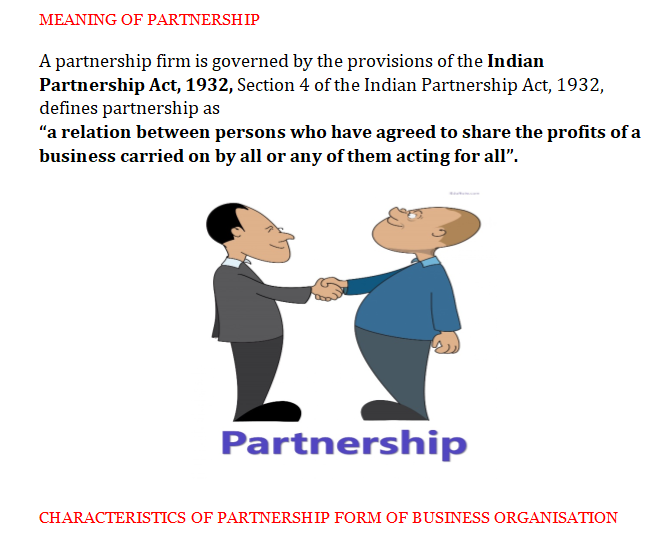 MEANING OF PARTNERSHIP
A partnership firm is governed by the provisions of the Indian
Partnership Act, 1932, Section 4 of the Indian Partnership Act, 1932,
defines partnership as
“a relation between persons who have agreed to share the profits of a
business carried on by all or any of them acting for all”.
Partnership
CHARACTERISTICS OF PARTNERSHIP FORM OF BUSINESS ORGANISATION